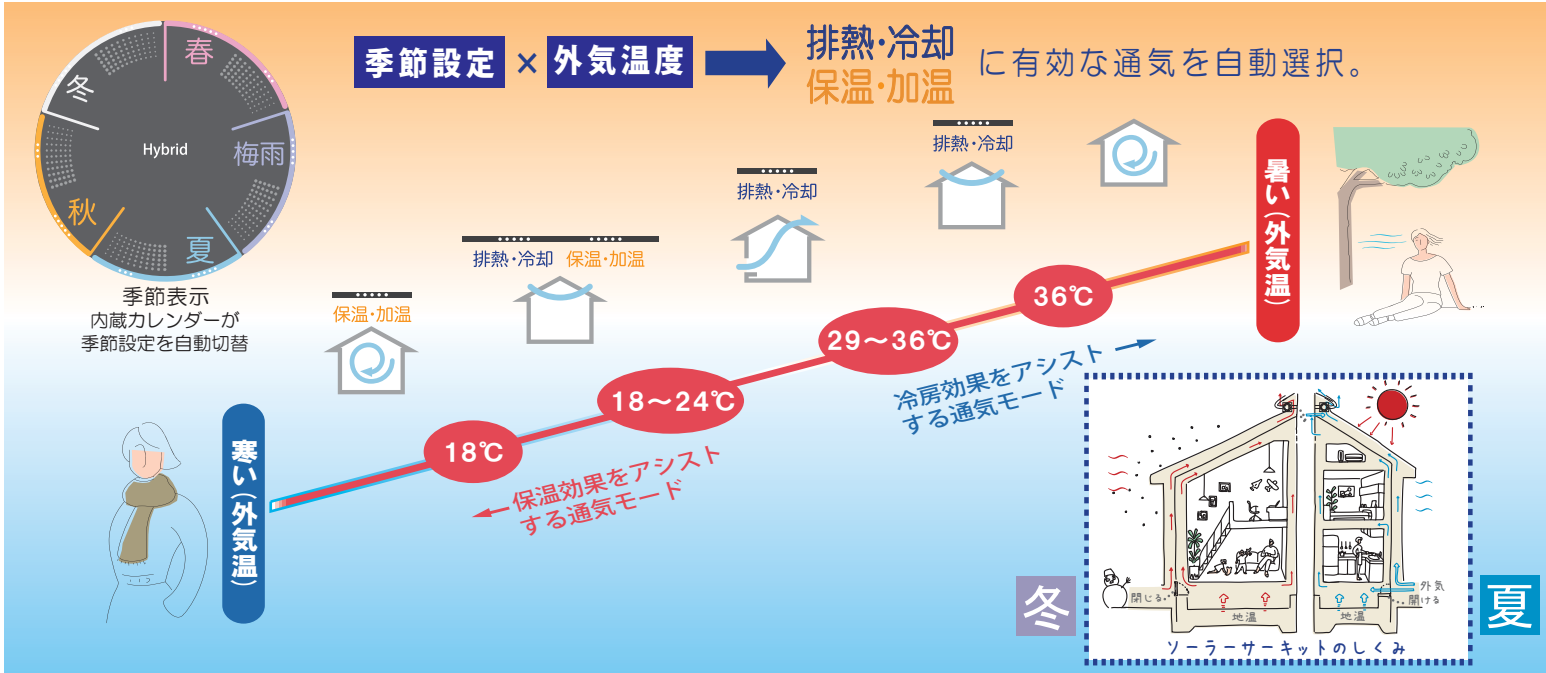 春
冬
Hybrid
梅雨
秋
夏
季節表示
内蔵カレンダーが
季節設定を自動切替
季節設定 × 外気温度
排熱・冷却
保温・加温
に有効な通気を自動選択。
保温・加温
排熱・冷却 保温・加温
排熱・冷却
排熱・冷却
寒い(外気温)
18℃
18〜24℃
29〜36℃
36℃
暑い(外気温)
保温効果をアシスト
する通気モード
冷房効果をアシスト
する通気モード
冬
夏
閉じる
地温
地温
外気
開ける
ソーラーサーキットのしくみ